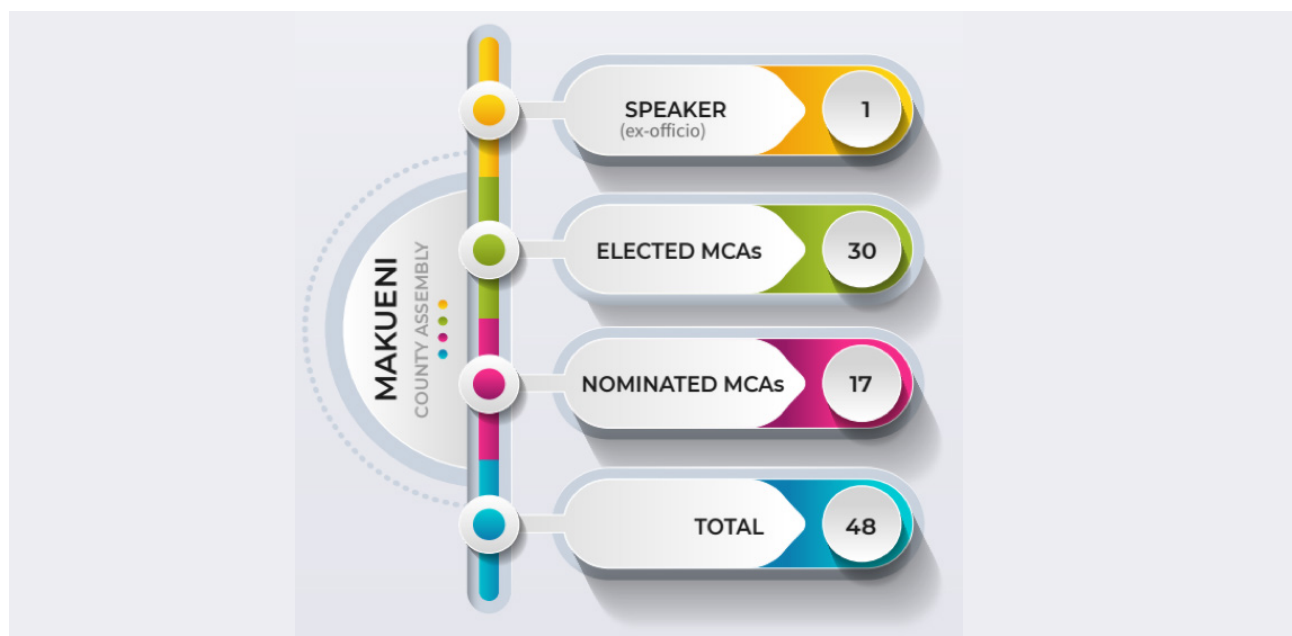 MAKUENI
COUNTY ASSEMBLY
SPEAKER
(ex-officio)
1
ELECTED MCAs
30
NOMINATED MCAs
17
TOTAL
48